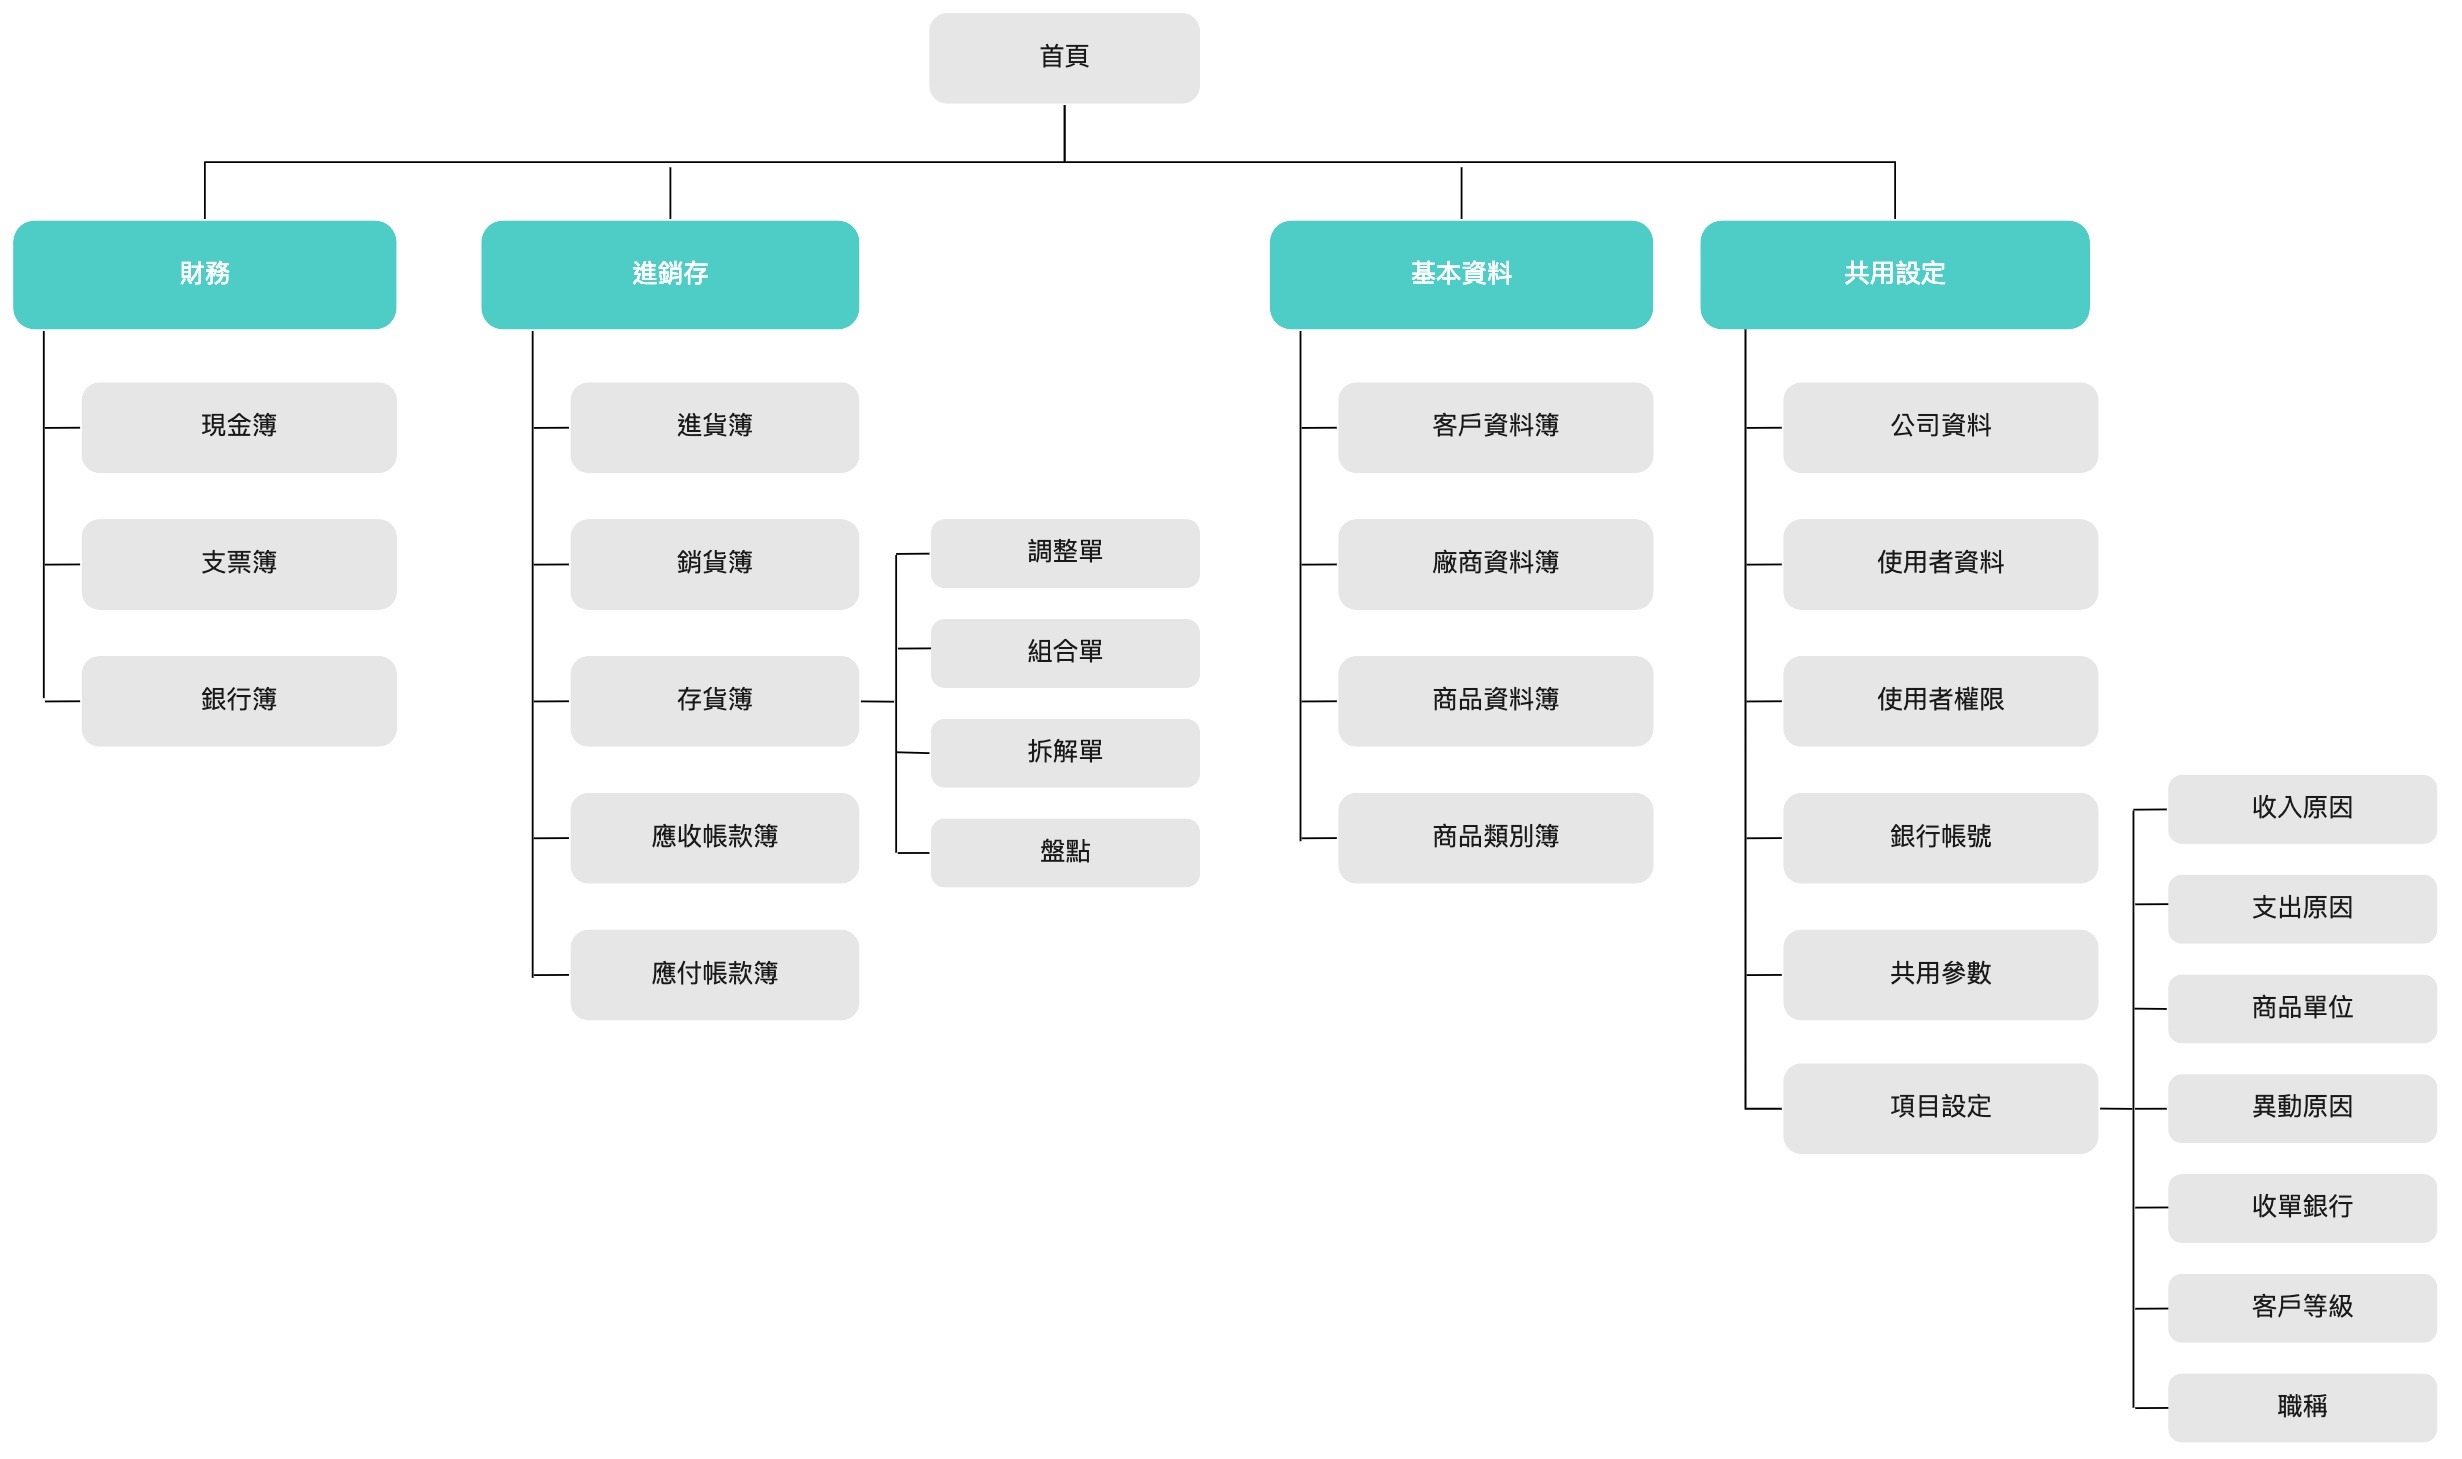 首頁
財務
現金簿
支票簿
銀行簿
進銷存
進貨簿
銷貨簿
存貨簿
調整單
組合單
拆解單
盤點
應收帳款簿
應付帳款簿
基本資料
客戶資料簿
廠商資料簿
商品資料簿
商品類別簿
共用設定
公司資料
使用者資料
使用者權限
銀行帳號
共用參數
項目設定
收入原因
支出原因
商品單位
異動原因
收單銀行
客戶等級
職稱